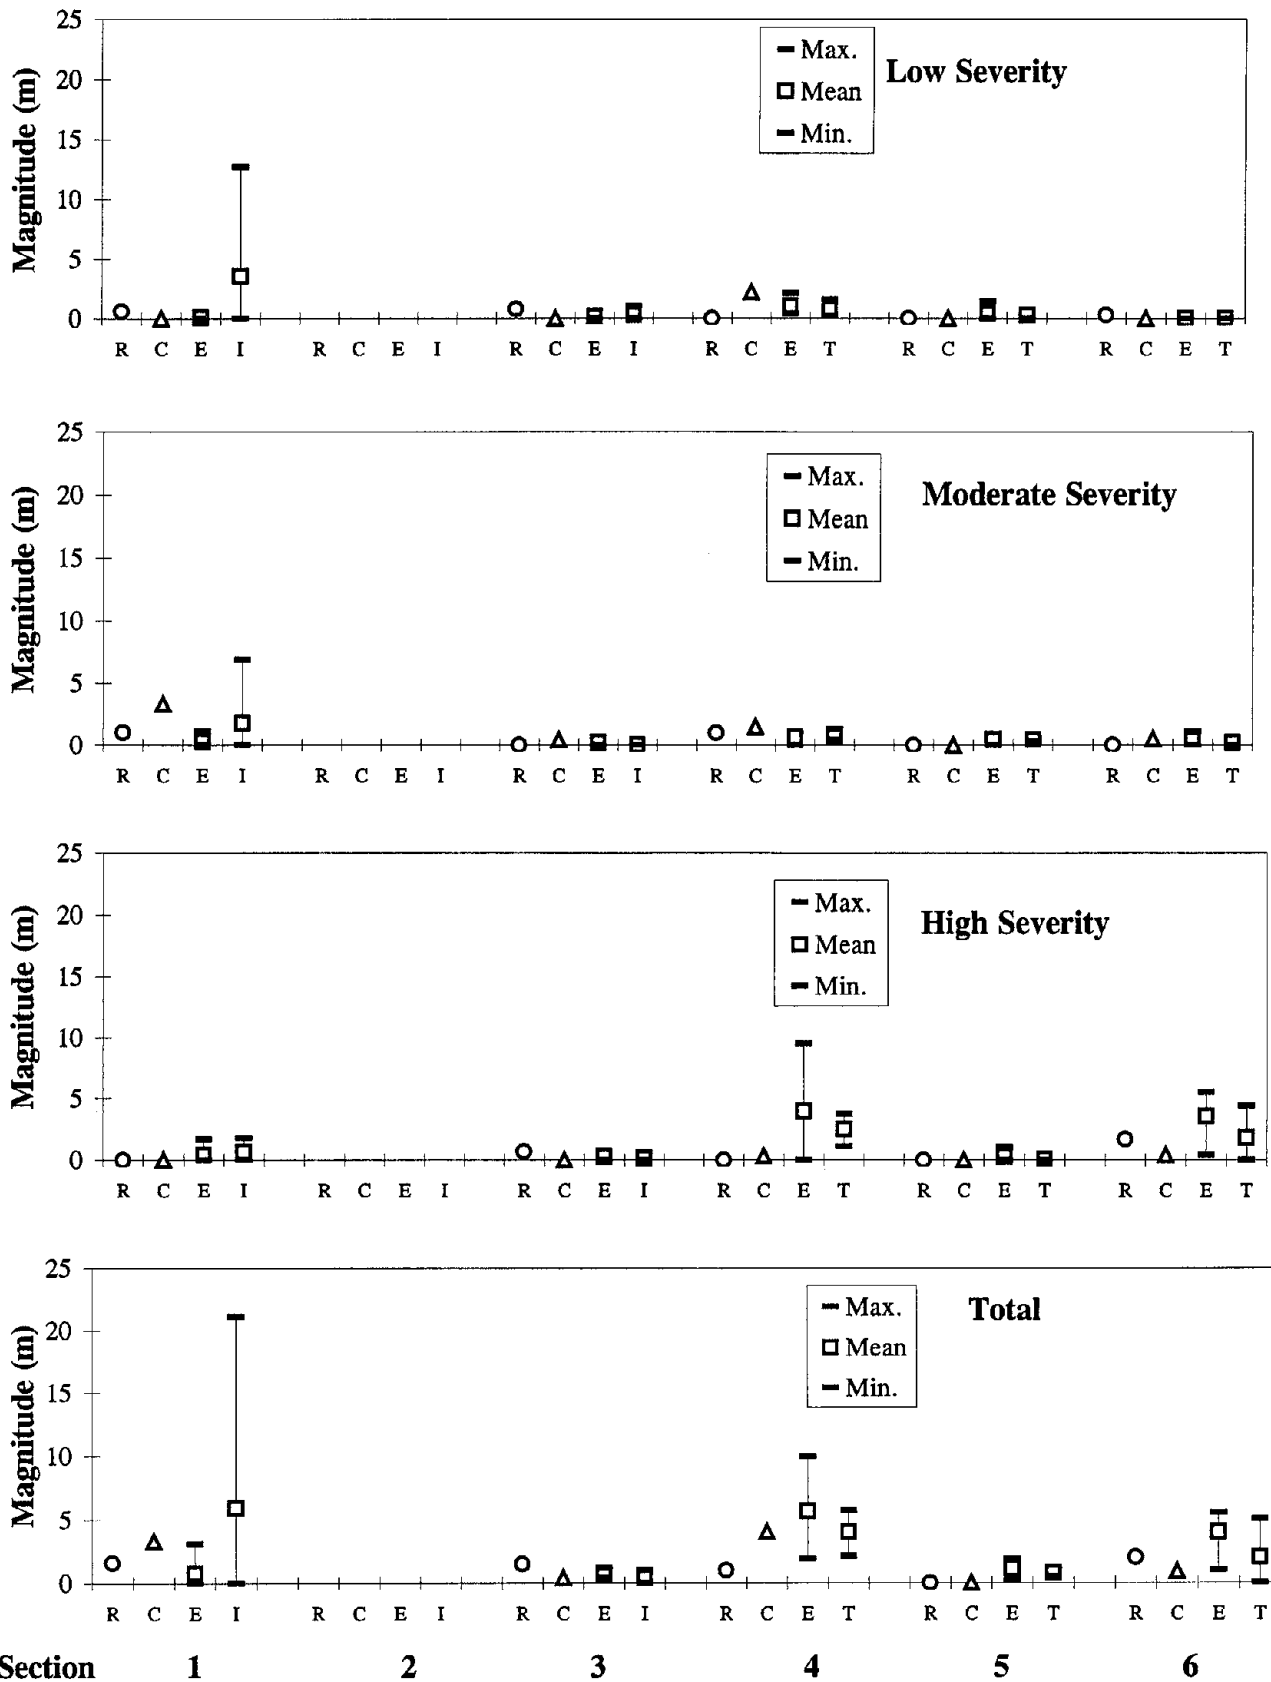 25
20
15
10
5
0
Magnitude (m)
Max.
Mean
Min.
Low Severity
R C E I R C E I R C E I R C E T R C E T R C E T
25
20
15
10
5
0
Magnitude (m)
Max.
Mean
Min.
Moderate Severity
R C E I R C E I R C E I R C E T R C E T R C E T
25
20
15
10
5
0
Magnitude (m)
Max.
Mean
Min.
High Severity
R C E I R C E I R C E I R C E T R C E T R C E T
25
20
15
10
5
0
Magnitude (m)
Max.
Mean
Min.
Total
R C E I R C E I R C E I R C E T R C E T R C E T
Section 1 2 3 4 5 6